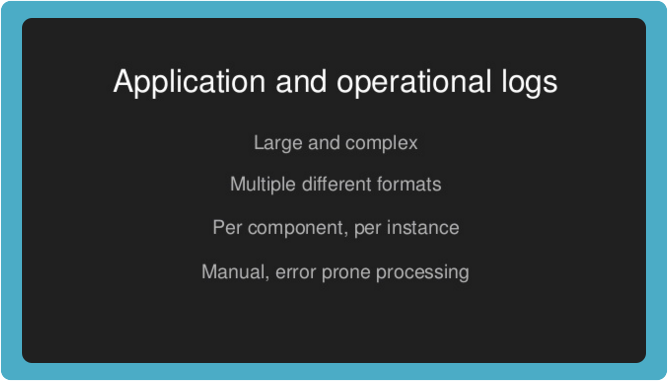 Application and operational logs
Large and complex
Multiple different formats
Per component, per instance
Manual, error prone processing